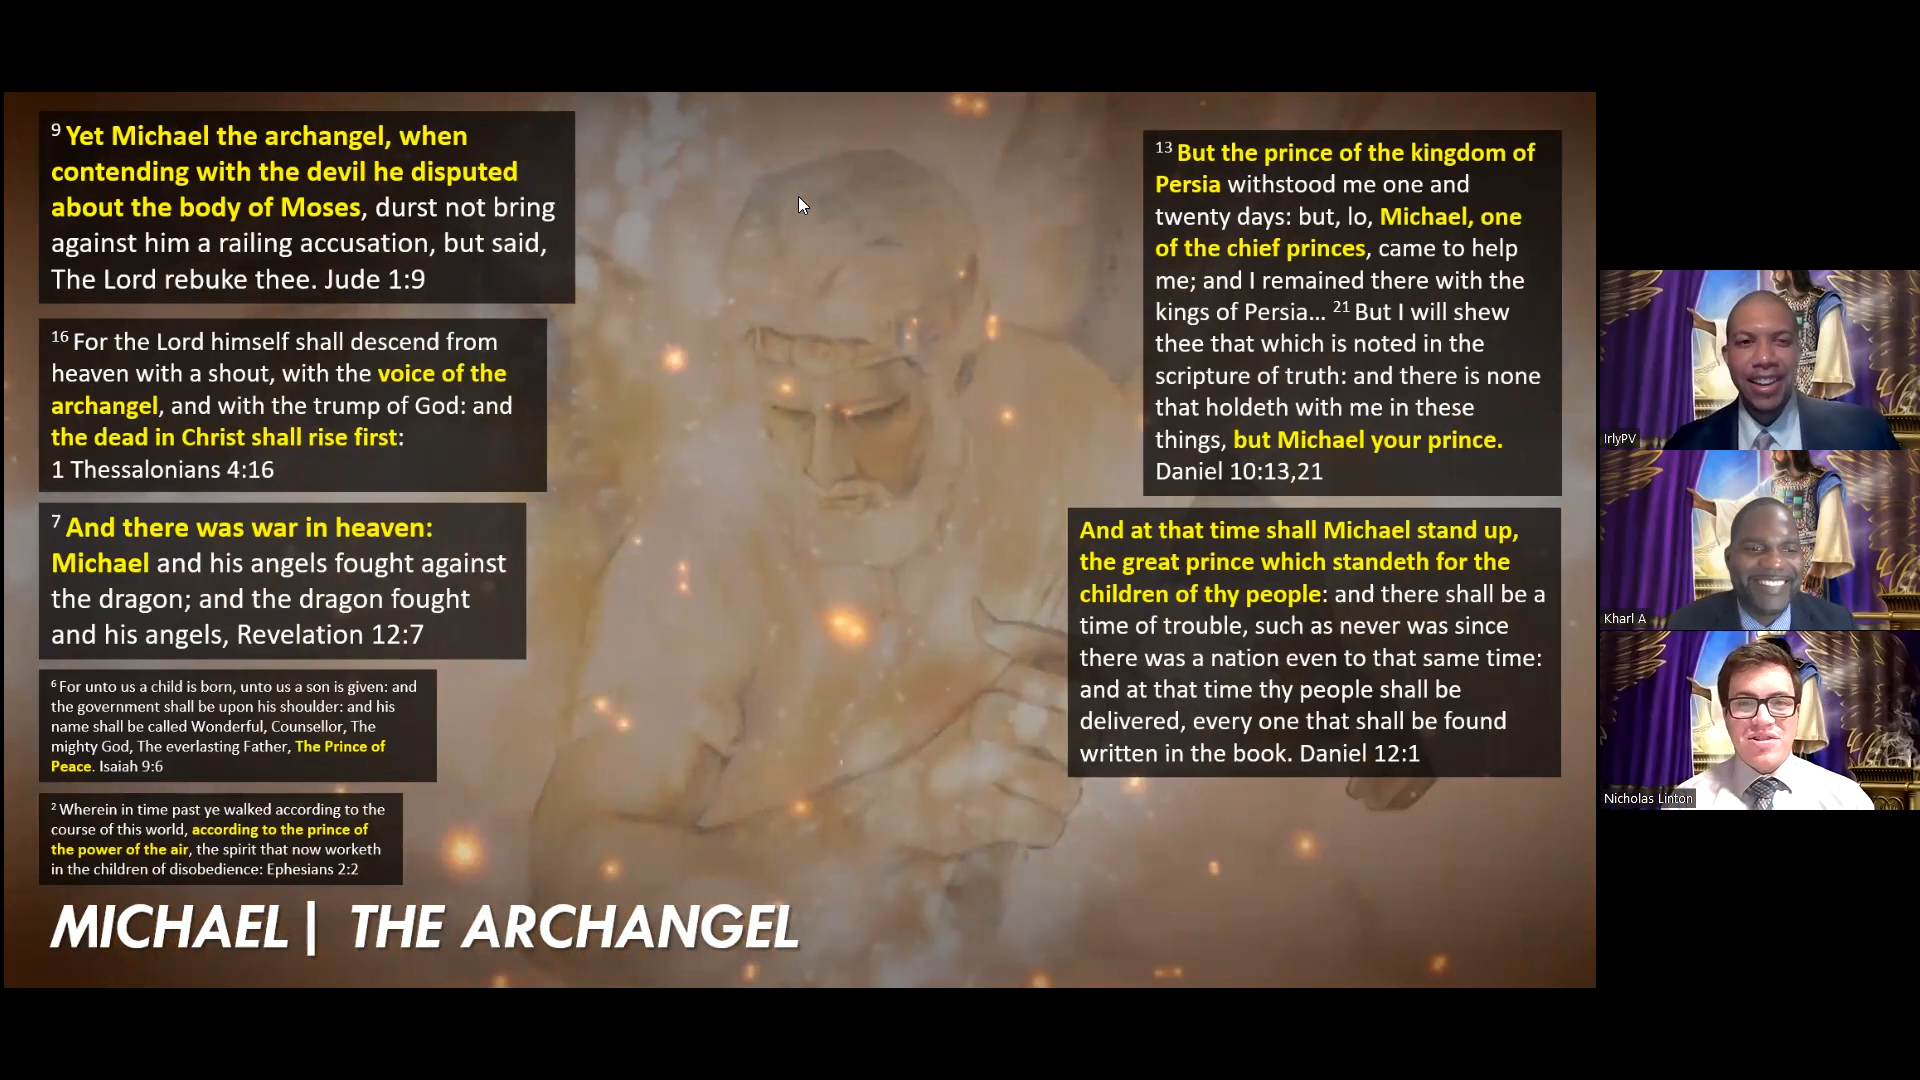 9 Yet Michael the archangel, when
contending with the devil he disputed
about the body of Moses, durst not bring
against him a railing accusation, but said,
The Lord rebuke thee. Jude 1:9
16 For the Lord himself shall descend from
heaven with a shout, with the voice of the
archangel, and with the trump of God: and
the dead in Christ shall rise first:
1 Thessalonians 4:16
7 And there was war in heaven:
Michael and his angels fought against
the dragon; and the dragon fought
and his angels, Revelation 12:7
6 For unto us a child is born, unto us a son is given: and
the government shall be upon his shoulder: and his
name shall be called Wonderful, Counsellor, The
mighty God, The everlasting Father, The Prince of
Peace. Isaiah 9:6
2 Wherein in time past ye walked according to the
course of this world, according to the prince of
the power of the air, the spirit that now worketh
in the children of disobedience: Ephesians 2:2
MICHAEL| THE ARCHANGEL
13 But the prince of the kingdom of
Persia withstood me one and
twenty days: but, lo, Michael, one
of the chief princes, came to help
me; and I remained there with the
kings of Persia... 21 But I will shew
thee that which is noted in the
scripture of truth: and there is none
that holdeth with me in these
things, but Michael your prince.
Daniel 10:13,21
And at that time shall Michael stand up,
the great prince which standeth for the
children of thy people: and there shall be a
time of trouble, such as never was since
there was a nation even to that same time:
and at that time thy people shall be
delivered, every one that shall be found
written in the book. Daniel 12:1
IrlyPV
Kharl A
Nicholas Linton